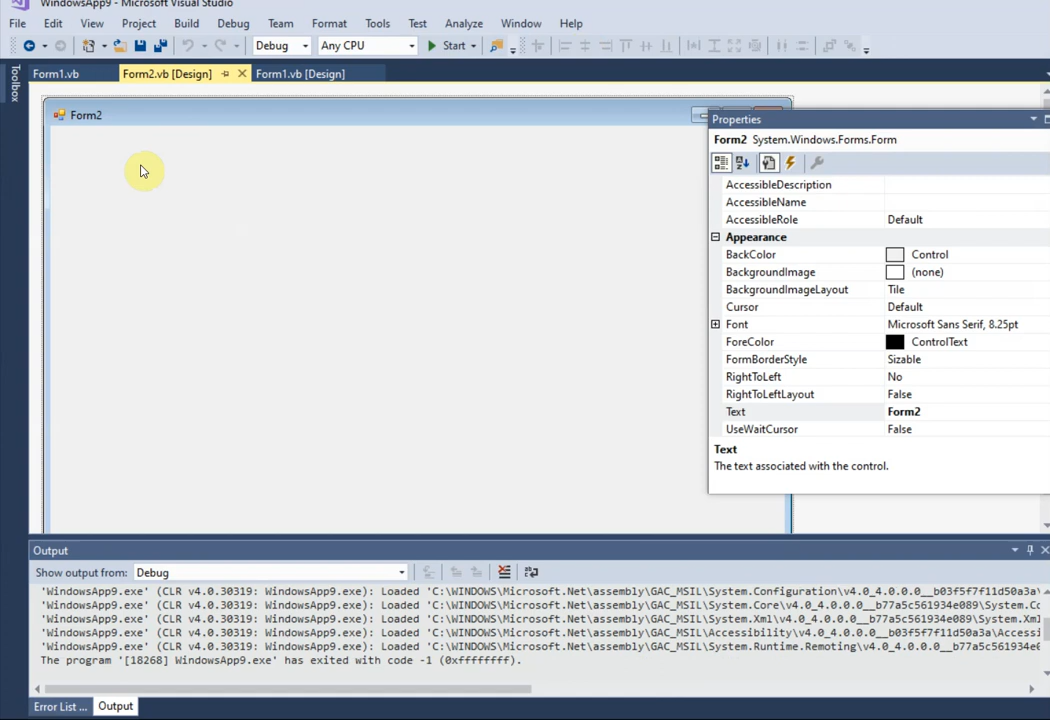 WindowsApp9 - Microsoft Visual Studio
File Edit View Project Build Debug Team Format Tools Test Analyze Window Help
Debug Any CPU Start
Toolbox
Form1.vb Form2.vb [Design] Form1.vb [Design]
Form2
Properties
Form2 System.Windows.Forms.Form
AccessibleDescription
AccessibleName
AccessibleRole Default
Appearance
BackColor Control
BackgroundImage (none)
BackgroundImageLayout Tile
Cursor Default
Font Microsoft Sans Serif, 8.25pt
ForeColor ControlText
FormBorderStyle Sizable
RightToLeft No
RightToLeftLayout False
Text Form2
UseWaitCursor False
Text
The text associated with the control.
Output
Show output from: Debug
'WindowsApp9.exe' (CLR v4.0.30319: WindowsApp9.exe): Loaded 'C:\WINDOWS\Microsoft.Net\assembly\GAC_MSIL\System.Configuration\v4.0_4.0.0.0__b03f5f7f11d50a3a\
'WindowsApp9.exe' (CLR v4.0.30319: WindowsApp9.exe): Loaded 'C:\WINDOWS\Microsoft.Net\assembly\GAC_MSIL\System.Core\v4.0_4.0.0.0__b77a5c561934e089\System.Co
'WindowsApp9.exe' (CLR v4.0.30319: WindowsApp9.exe): Loaded 'C:\WINDOWS\Microsoft.Net\assembly\GAC_MSIL\System.Xml\v4.0_4.0.0.0__b77a5c561934e089\System.XML
'WindowsApp9.exe' (CLR v4.0.30319: WindowsApp9.exe): Loaded 'C:\WINDOWS\Microsoft.Net\assembly\GAC_MSIL\Accessibility\v4.0_4.0.0.0__b03f5f7f11d50a3a\Accessi
'WindowsApp9.exe' (CLR v4.0.30319: WindowsApp9.exe): Loaded 'C:\WINDOWS\Microsoft.Net\assembly\GAC_MSIL\System.Runtime.Remoting\v4.0_4.0.0.0__b77a5c561934e0
The program '[18268] WindowsApp9.exe' has exited with code -1 (0xffffffff).
Error List ... Output